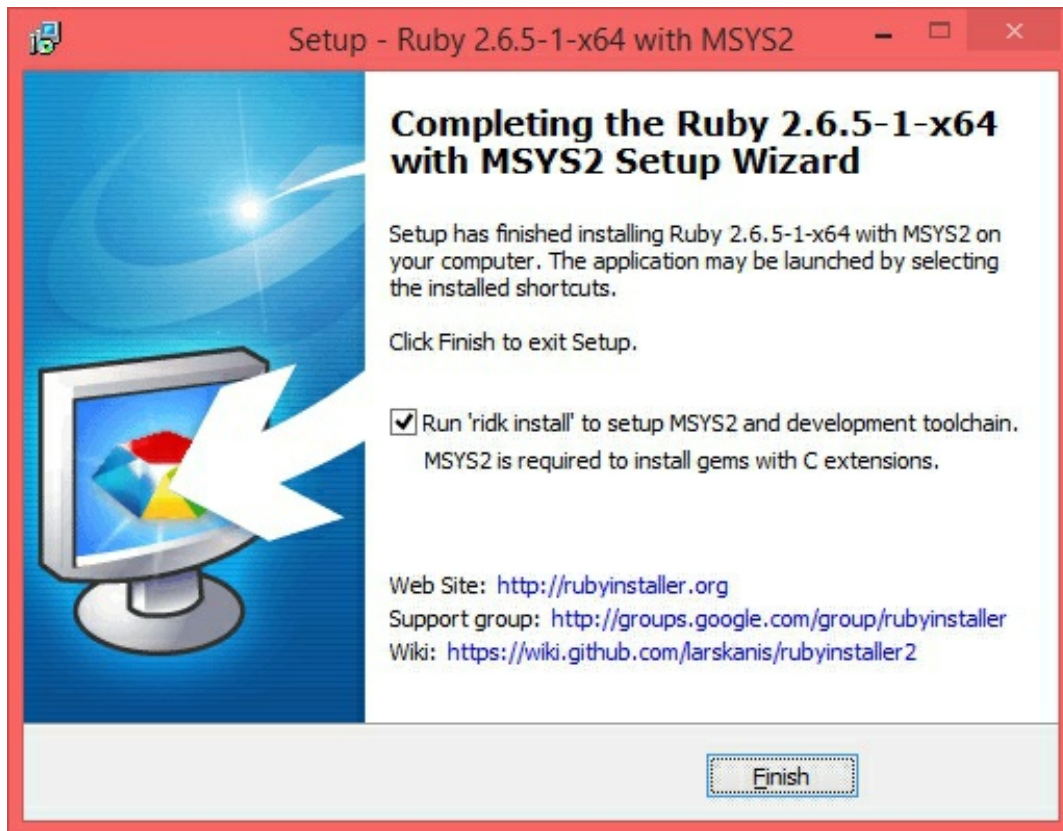 Setup - Ruby 2.6.5-1-x64 with MSYS2
Completing the Ruby 2.6.5-1-x64
with MSYS2 Setup Wizard
Setup has finished installing Ruby 2.6.5-1-x64 with MSYS2 on
your computer. The application may be launched by selecting
the installed shortcuts.
Click Finish to exit Setup.
Run 'ridk install' to setup MSYS2 and development toolchain.
MSYS2 is required to install gems with C extensions.
Web Site: http://rubyinstaller.org
Support group: http://groups.google.com/group/rubyinstaller
Wiki: https://wiki.github.com/larskanis/rubyinstaller2
Finish